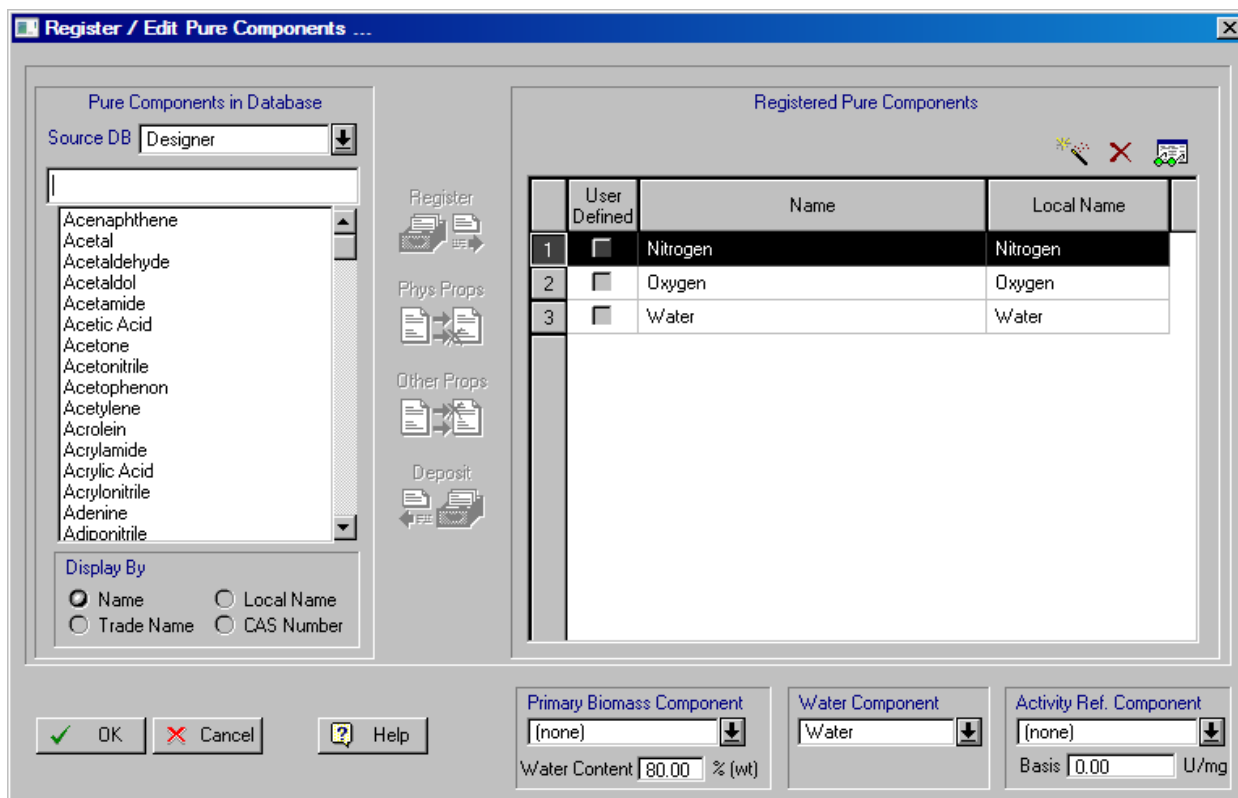 Register / Edit Pure Components ...
Pure Components in Database
Source DB Designer
Acenaphthene
Acetal
Acetaldehyde
Acetaldol
Acetamide
Acetic Acid
Acetone
Acetonitrile
Acetophenon
Acetylene
Acrolein
Acrylamide
Acrylic Acid
Acrylonitrile
Adenine
Adiponitrile
Display By
Name Local Name
Trade Name CAS Number
Register
Phys Props
Other Props
Deposit
Registered Pure Components
User Defined Name Local Name
1 Nitrogen Nitrogen
2 Oxygen Oxygen
3 Water Water
OK Cancel Help
Primary Biomass Component
(none)
Water Content 80.00 % (wt)
Water Component
Water
Activity Ref. Component
(none)
Basis 0.00 U/mg